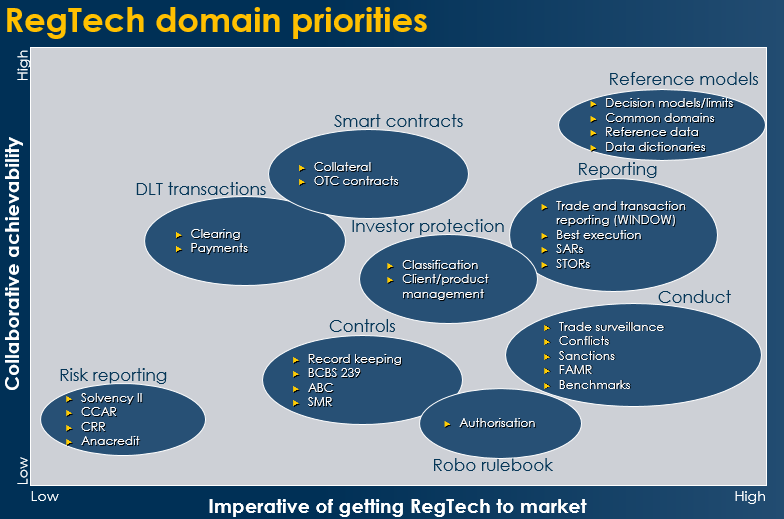 RegTech domain priorities
High
Collaborative achievability
Low
Reference models
Decision models/limits
Common domains
Reference data
Data dictionaries
Smart contracts
Collateral
OTC contracts
Reporting
Trade and transaction
reporting (WINDOW)
Best execution
SARs
STORs
DLT transactions
Clearing
Payments
Investor protection
Classification
Client/product
management
Conduct
Trade surveillance
Conflicts
Sanctions
FAMR
Benchmarks
Controls
Record keeping
BCBS 239
ABC
SMR
Risk reporting
Solvency II
CCAR
CRR
Anacredit
Authorisation
Robo rulebook
Low
Imperative of getting RegTech to market
High